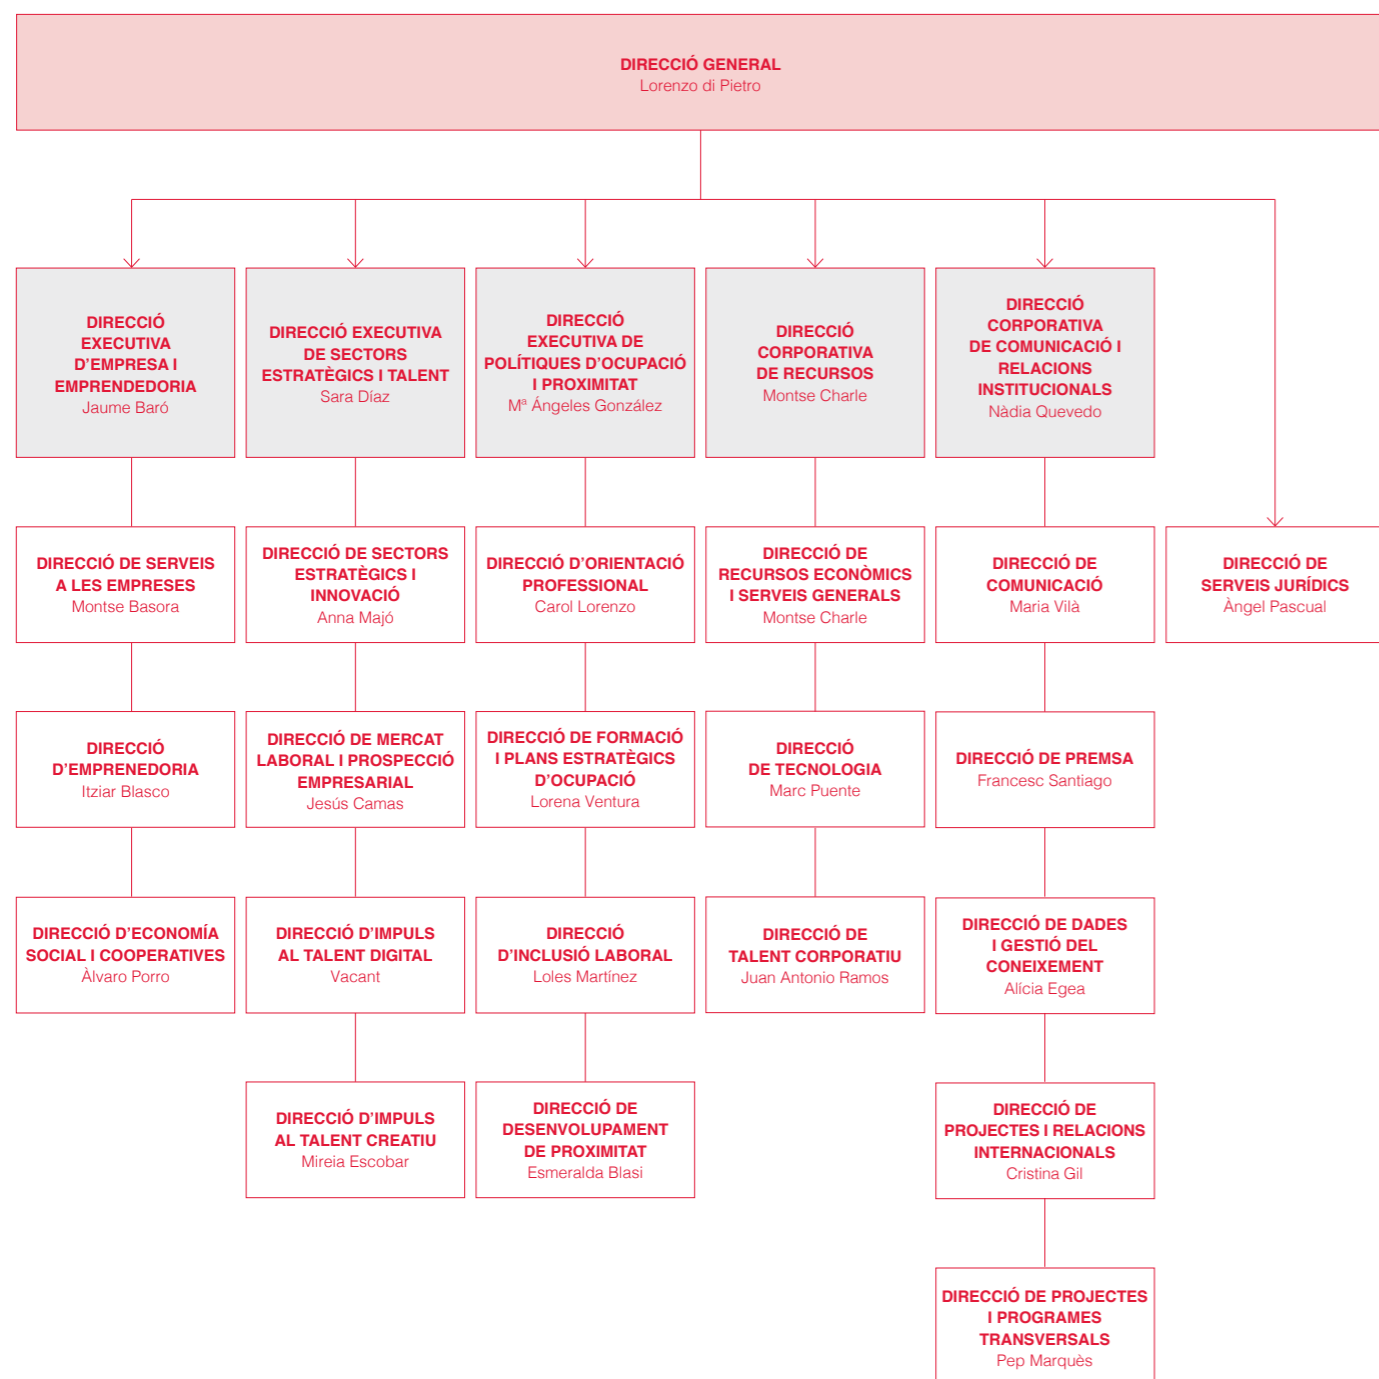 DIRECCIÓ GENERAL
Lorenzo di Pietro
DIRECCIÓ
EXECUTIVA
D'EMPRESA I
EMPRENDEDORIA
Jaume Baró
DIRECCIÓ EXECUTIVA
DE SECTORS
ESTRATÈGICS I TALENT
Sara Díaz
DIRECCIÓ
EXECUTIVA DE
POLÍTIQUES D'OCUPACIÓ
I PROXIMITAT
Mª Ángeles González
DIRECCIÓ
CORPORATIVA
DE RECURSOS
Montse Charle
DIRECCIÓ
CORPORATIVA
DE COMUNICACIÓ I
RELACIONS
INSTITUCIONALS
Nàdia Quevedo
DIRECCIÓ DE SERVEIS
A LES EMPRESES
Montse Basora
DIRECCIÓ DE SECTORS
ESTRATÈGICS I
INNOVACIÓ
Anna Majó
DIRECCIÓ D'ORIENTACIÓ
PROFESSIONAL
Carol Lorenzo
DIRECCIÓ DE
RECURSOS ECONÒMICS
I SERVEIS GENERALS
Montse Charle
DIRECCIÓ DE
COMUNICACIÓ
Maria Vilà
DIRECCIÓ DE
SERVEIS JURÍDICS
Àngel Pascual
DIRECCIÓ
D'EMPRENEDORIA
Itziar Blasco
DIRECCIÓ DE MERCAT
LABORAL I PROSPECCIÓ
EMPRESARIAL
Jesús Camas
DIRECCIÓ DE FORMACIÓ
I PLANS ESTRATÈGICS
D'OCUPACIÓ
Lorena Ventura
DIRECCIÓ
DE TECNOLOGIA
Marc Puente
DIRECCIÓ DE PREMSA
Francesc Santiago
DIRECCIÓ D'ECONOMÍA
SOCIAL I COOPERATIVES
Àlvaro Porro
DIRECCIÓ D'IMPULS
AL TALENT DIGITAL
Vacant
DIRECCIÓ
D'INCLUSIÓ LABORAL
Loles Martínez
DIRECCIÓ DE
TALENT CORPORATIU
Juan Antonio Ramos
DIRECCIÓ DE DADES
I GESTIÓ DEL
CONEIXEMENT
Alícia Egea
DIRECCIÓ D'IMPULS
AL TALENT CREATIU
Mireia Escobar
DIRECCIÓ DE
DESENVOLUPAMENT
DE PROXIMITAT
Esmeralda Blasi
DIRECCIÓ DE
PROJECTES I RELACIONS
INTERNACIONALS
Cristina Gil
DIRECCIÓ DE PROJECTES
I PROGRAMES
TRANSVERSALS
Pep Marquès